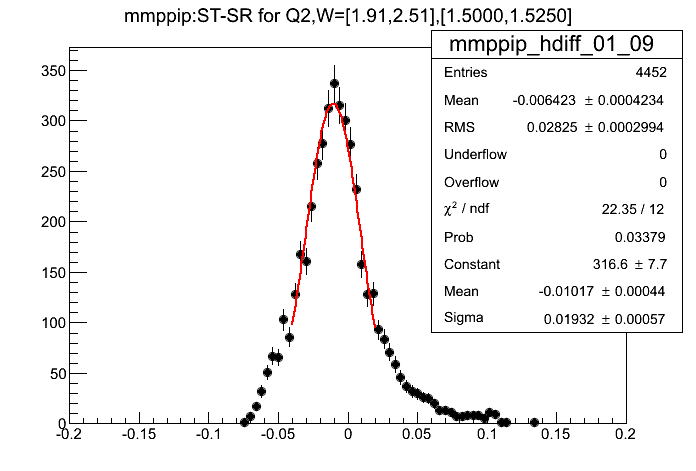 mmppip:ST-SR for Q2,W=[1.91,2.51],[1.5000,1.5250]
mmppip_hdiff_01_09
Entries 4452
Mean -0.006423 ± 0.0004234
RMS 0.02825 ± 0.0002994
Underflow 0
Overflow 0
χ² / ndf 22.35 / 12
Prob 0.03379
Constant 316.6 ± 7.7
Mean -0.01017 ± 0.00044
Sigma 0.01932 ± 0.00057
350
300
250
200
150
100
50
0
-0.2 -0.15 -0.1 -0.05 0 0.05 0.1 0.15 0.2